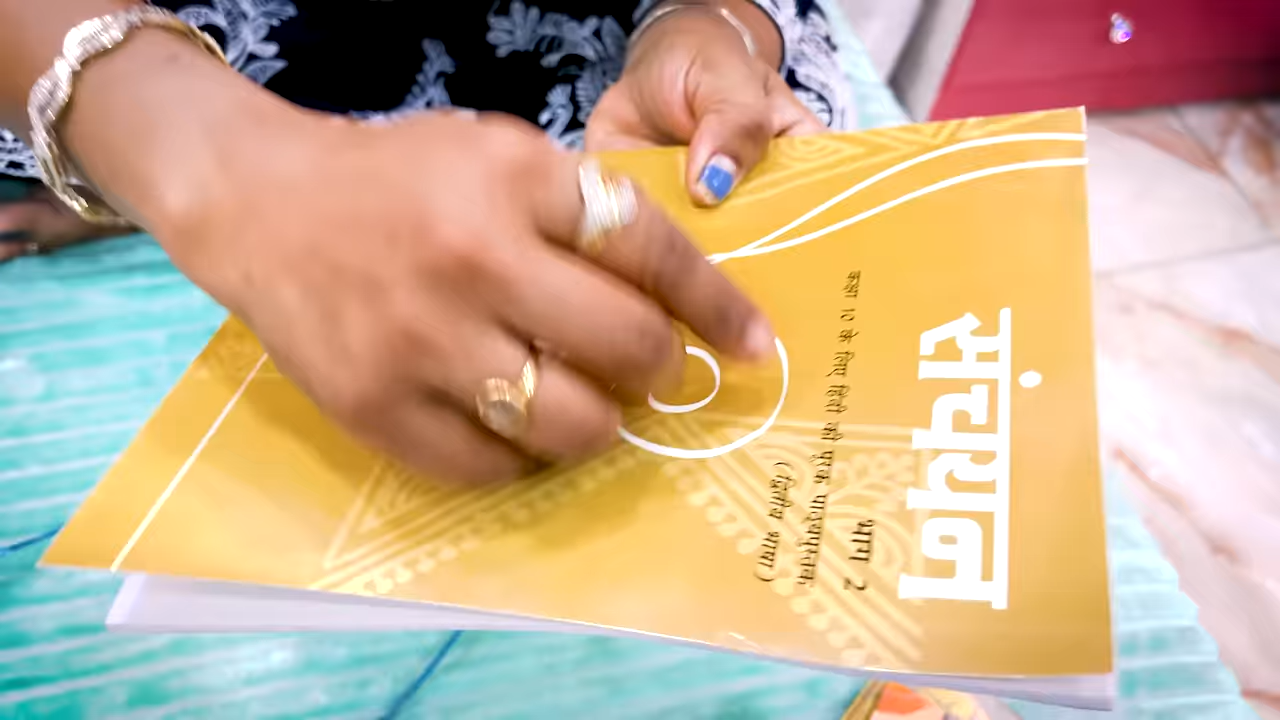 संचयन
भाग 2
कक्षा 10 के लिए हिंदी की पूरक पाठ्यपुस्तक
(द्वितीय भाषा)